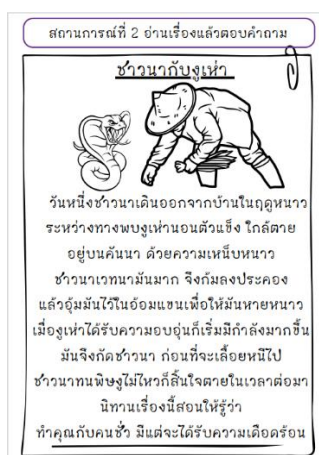 สถานการณ์ที่ 2 อ่านเรื่องแล้วตอบคำถาม
ชาวนากับงูเห่า
วันหนึ่งชาวนาเดินออกจากบ้านในฤดูหนาว
ระหว่างทางพบงูเห่านอนตัวแข็ง ใกล้ตาย
อยู่บนคันนา ด้วยความเหน็บหนาว
ชาวนาเวทนามันมาก จึงก้มลงประคอง
แล้วอุ้มมันไว้ในอ้อมแขนเพื่อให้มันหายหนาว
เมื่องูเห่าได้รับความอบอุ่นก็เริ่มมีกำลังมากขึ้น
มันจึงกัดชาวนา ก่อนที่จะเลื้อยหนีไป
ชาวนาทนพิษงูไม่ไหวก็สิ้นใจตายในเวลาต่อมา
นิทานเรื่องนี้สอนให้รู้ว่า
ทำคุณกับคนชั่ว มีแต่จะได้รับความเดือดร้อน